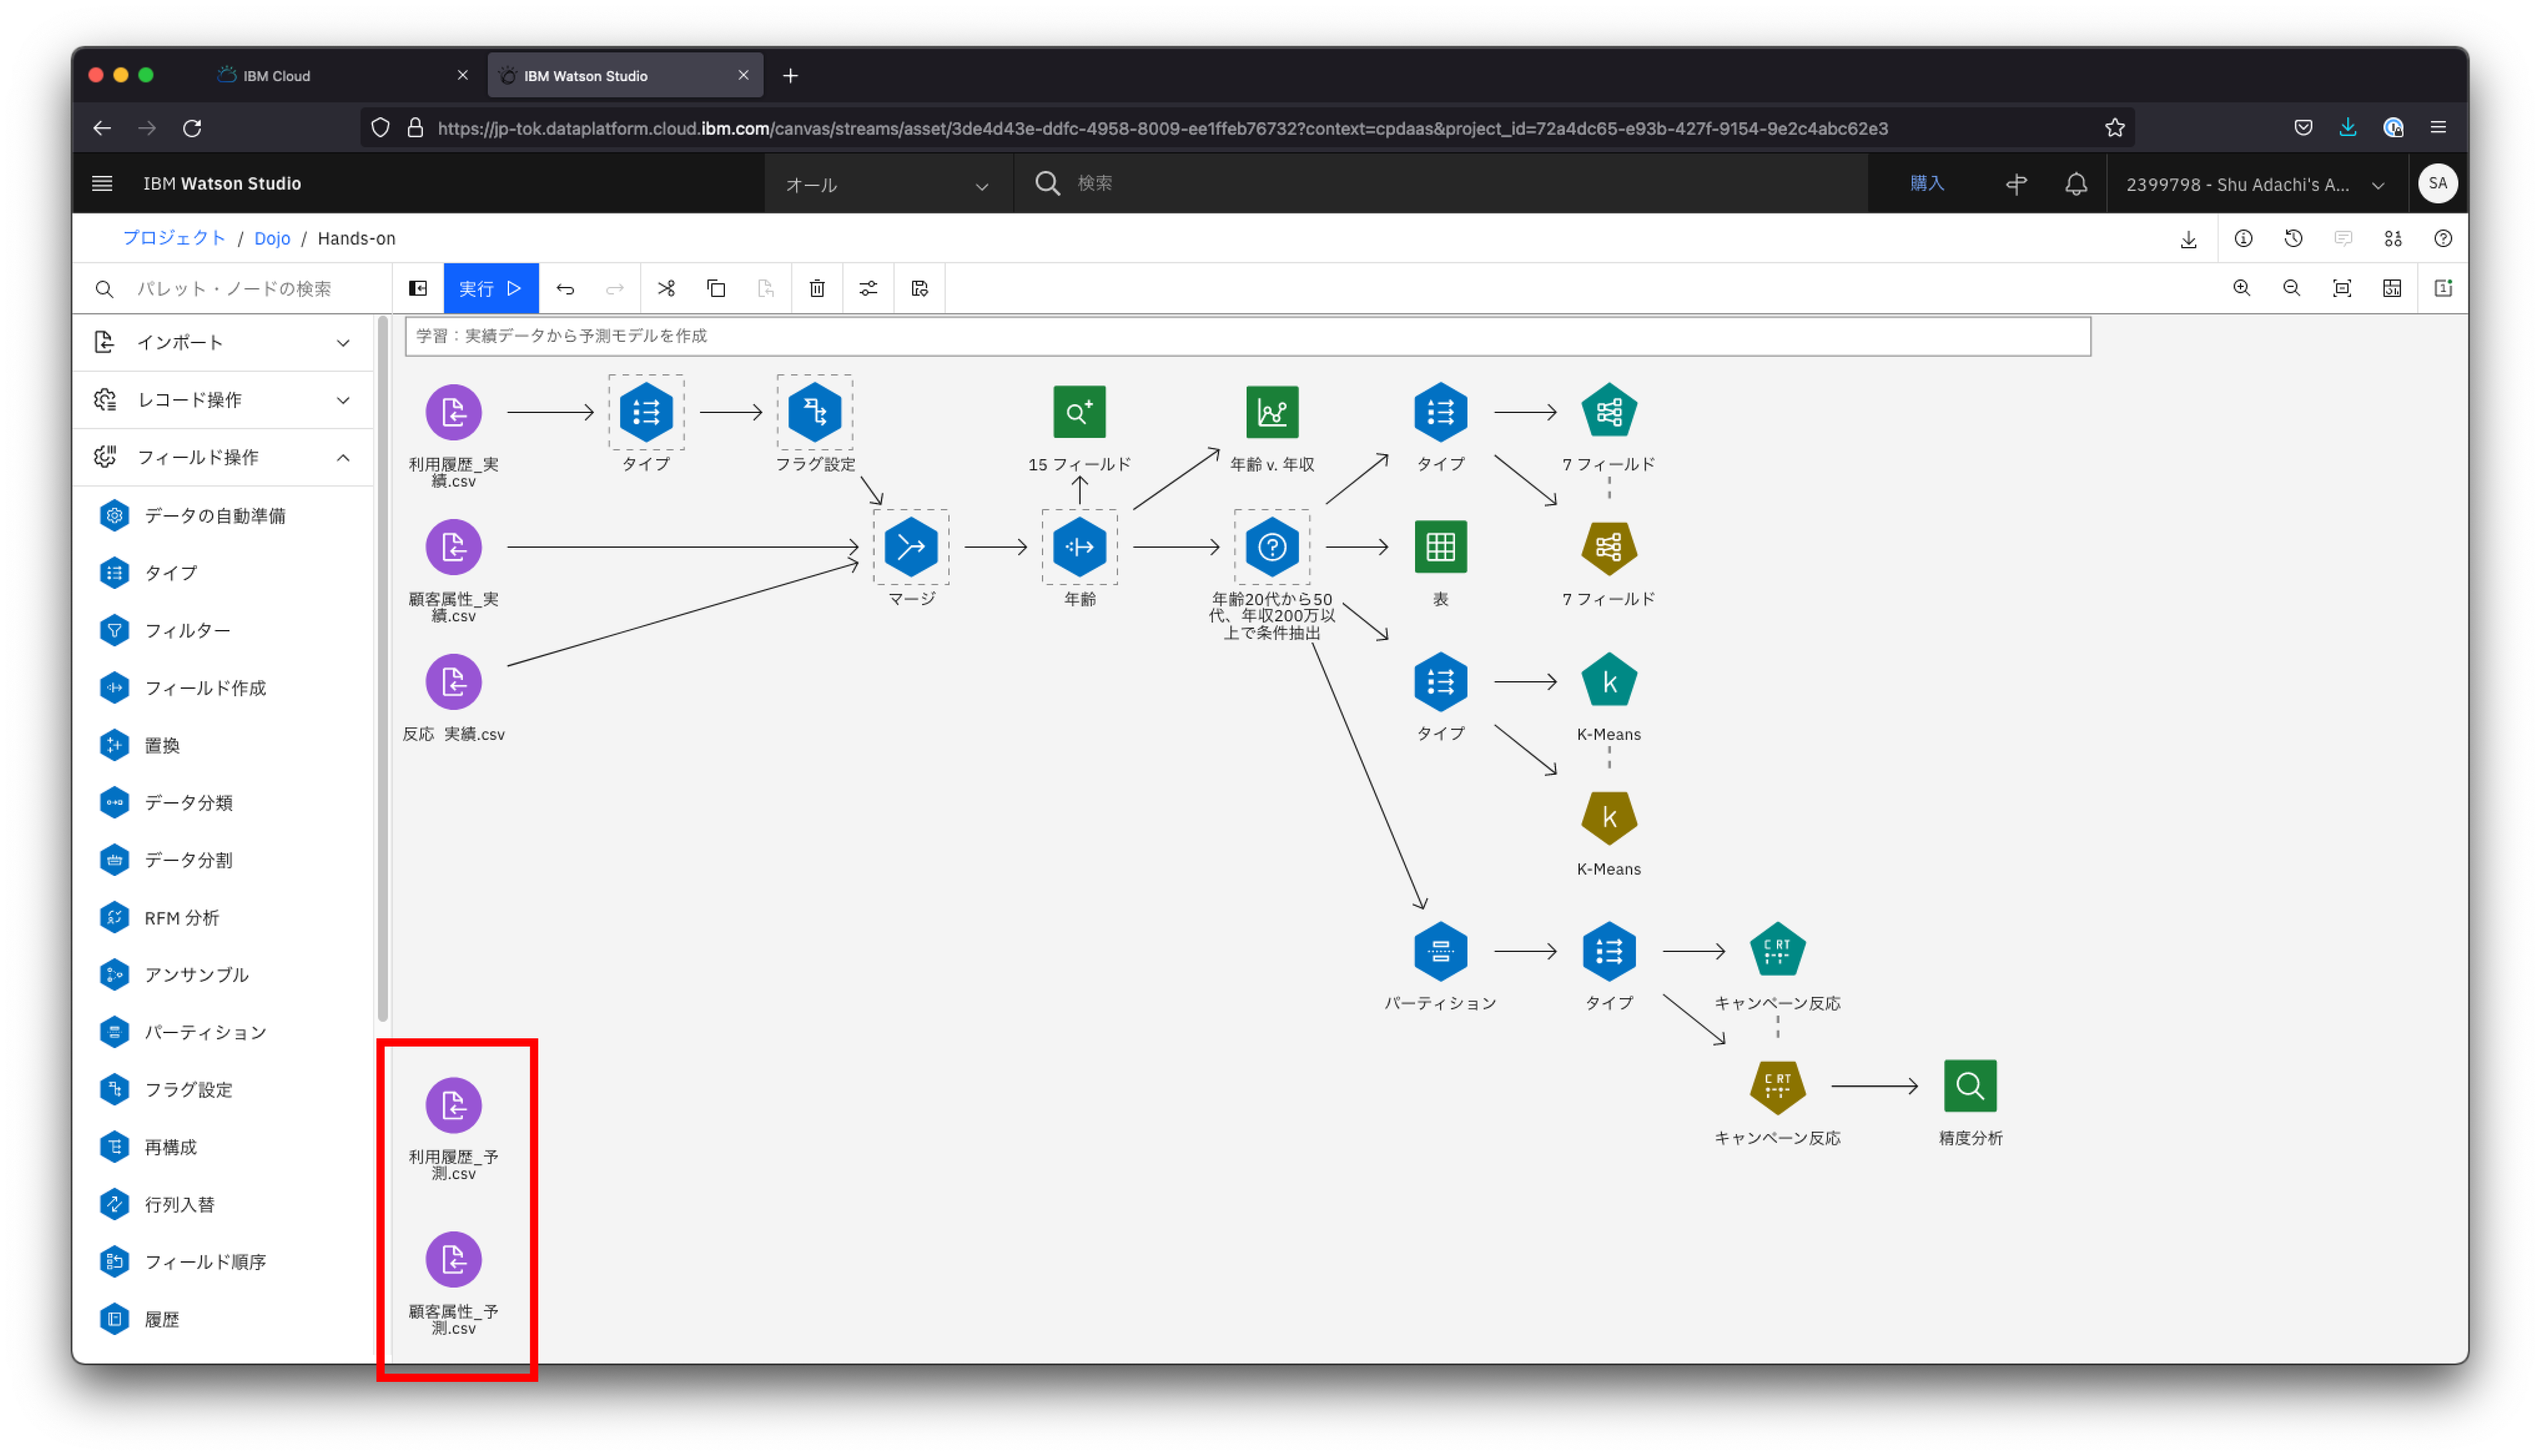 IBM Cloud
IBM Watson Studio
https://jp-tok.dataplatform.cloud.ibm.com/canvas/streams/asset/3de4d43e-ddfc-4958-8009-ee1ffeb76732?context=cpdaas&project_id=72a4dc65-e93b-427f-9154-9e2c4abc62e3
IBM Watson Studio
オール
検索
購入
2399798 - Shu Adachi's A...
SA
プロジェクト / Dojo / Hands-on
パレット・ノードの検索
実行
インポート
レコード操作
フィールド操作
データの自動準備
タイプ
フィルター
フィールド作成
置換
データ分類
データ分割
RFM 分析
アンサンブル
パーティション
フラグ設定
再構成
行列入替
フィールド順序
履歴
学習：実績データから予測モデルを作成
利用履歴_実
績.csv
タイプ
フラグ設定
15 フィールド
年齢 v. 年収
タイプ
7 フィールド
顧客属性_実
績.csv
マージ
年齢
年齢20代から50
代、年収200万以
上で条件抽出
表
7 フィールド
反応_実績.csv
タイプ
k
K-Means
k
K-Means
パーティション
タイプ
C RT
キャンペーン反応
C RT
キャンペーン反応
精度分析
利用履歴_予
測.csv
顧客属性_予
測.csv